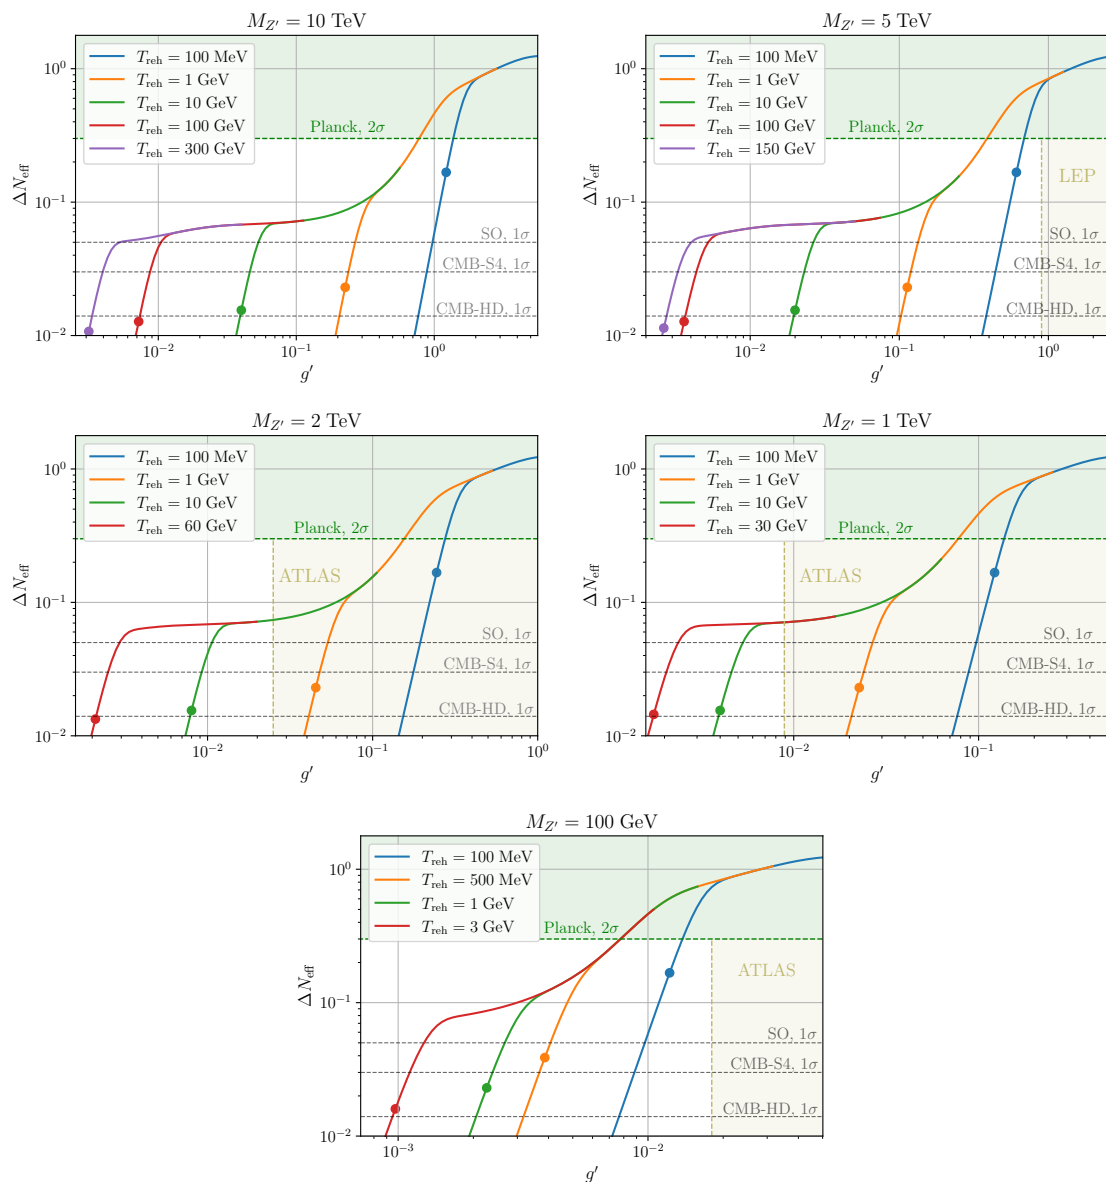 M_{Z'} = 10 TeV
T_reh = 100 MeV
T_reh = 1 GeV
T_reh = 10 GeV
T_reh = 100 GeV
T_reh = 300 GeV
Planck, 2σ
SO, 1σ
CMB-S4, 1σ
CMB-HD, 1σ
10^0
10^{-1}
10^{-2}
ΔN_eff
10^{-2}
10^{-1}
10^0
g′
M_{Z'} = 5 TeV
T_reh = 100 MeV
T_reh = 1 GeV
T_reh = 10 GeV
T_reh = 100 GeV
T_reh = 150 GeV
Planck, 2σ
LEP
SO, 1σ
CMB-S4, 1σ
CMB-HD, 1σ
10^0
10^{-1}
10^{-2}
ΔN_eff
10^{-2}
10^{-1}
10^0
g′
M_{Z'} = 2 TeV
T_reh = 100 MeV
T_reh = 1 GeV
T_reh = 10 GeV
T_reh = 60 GeV
Planck, 2σ
ATLAS
SO, 1σ
CMB-S4, 1σ
CMB-HD, 1σ
10^0
10^{-1}
10^{-2}
ΔN_eff
10^{-2}
10^{-1}
10^0
g′
M_{Z'} = 1 TeV
T_reh = 100 MeV
T_reh = 1 GeV
T_reh = 10 GeV
T_reh = 30 GeV
Planck, 2σ
ATLAS
SO, 1σ
CMB-S4, 1σ
CMB-HD, 1σ
10^0
10^{-1}
10^{-2}
ΔN_eff
10^{-2}
10^{-1}
g′
M_{Z'} = 100 GeV
T_reh = 100 MeV
T_reh = 500 MeV
T_reh = 1 GeV
T_reh = 3 GeV
Planck, 2σ
ATLAS
SO, 1σ
CMB-S4, 1σ
CMB-HD, 1σ
10^0
10^{-1}
10^{-2}
ΔN_eff
10^{-3}
10^{-2}
g′